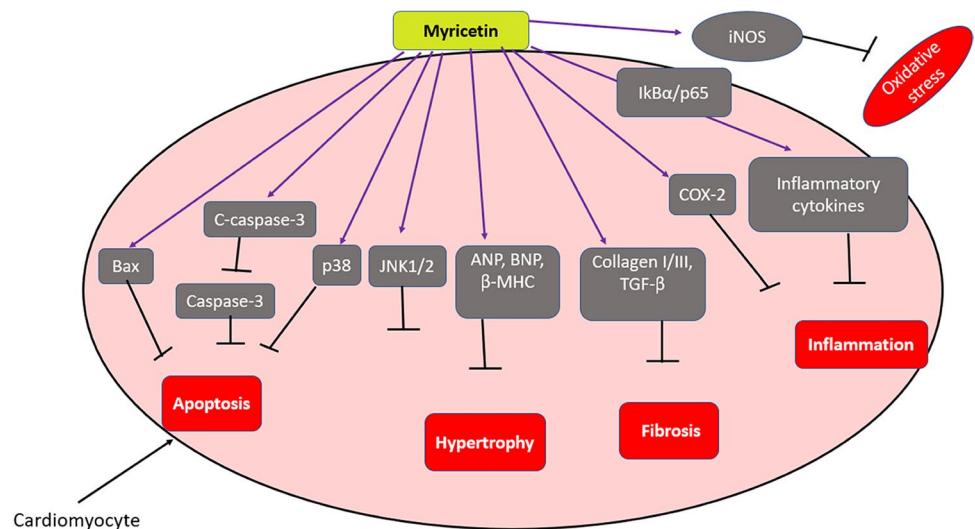 Myricetin
iNOS
Oxidative
stress
IkBα/p65
Inflammatory
cytokines
COX-2
C-caspase-3
Bax
p38
JNK1/2
ANP, BNP,
β-MHC
Collagen I/III,
TGF-β
Caspase-3
Inflammation
Apoptosis
Hypertrophy
Fibrosis
Cardiomyocyte